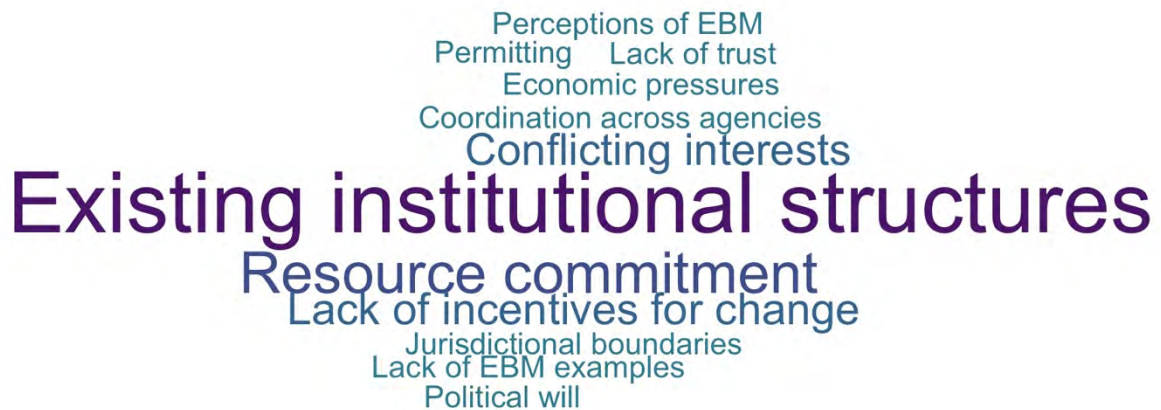 Perceptions of EBM
Permitting Lack of trust
Economic pressures
Coordination across agencies
Conflicting interests
Existing institutional structures
Resource commitment
Lack of incentives for change
Jurisdictional boundaries
Lack of EBM examples
Political will